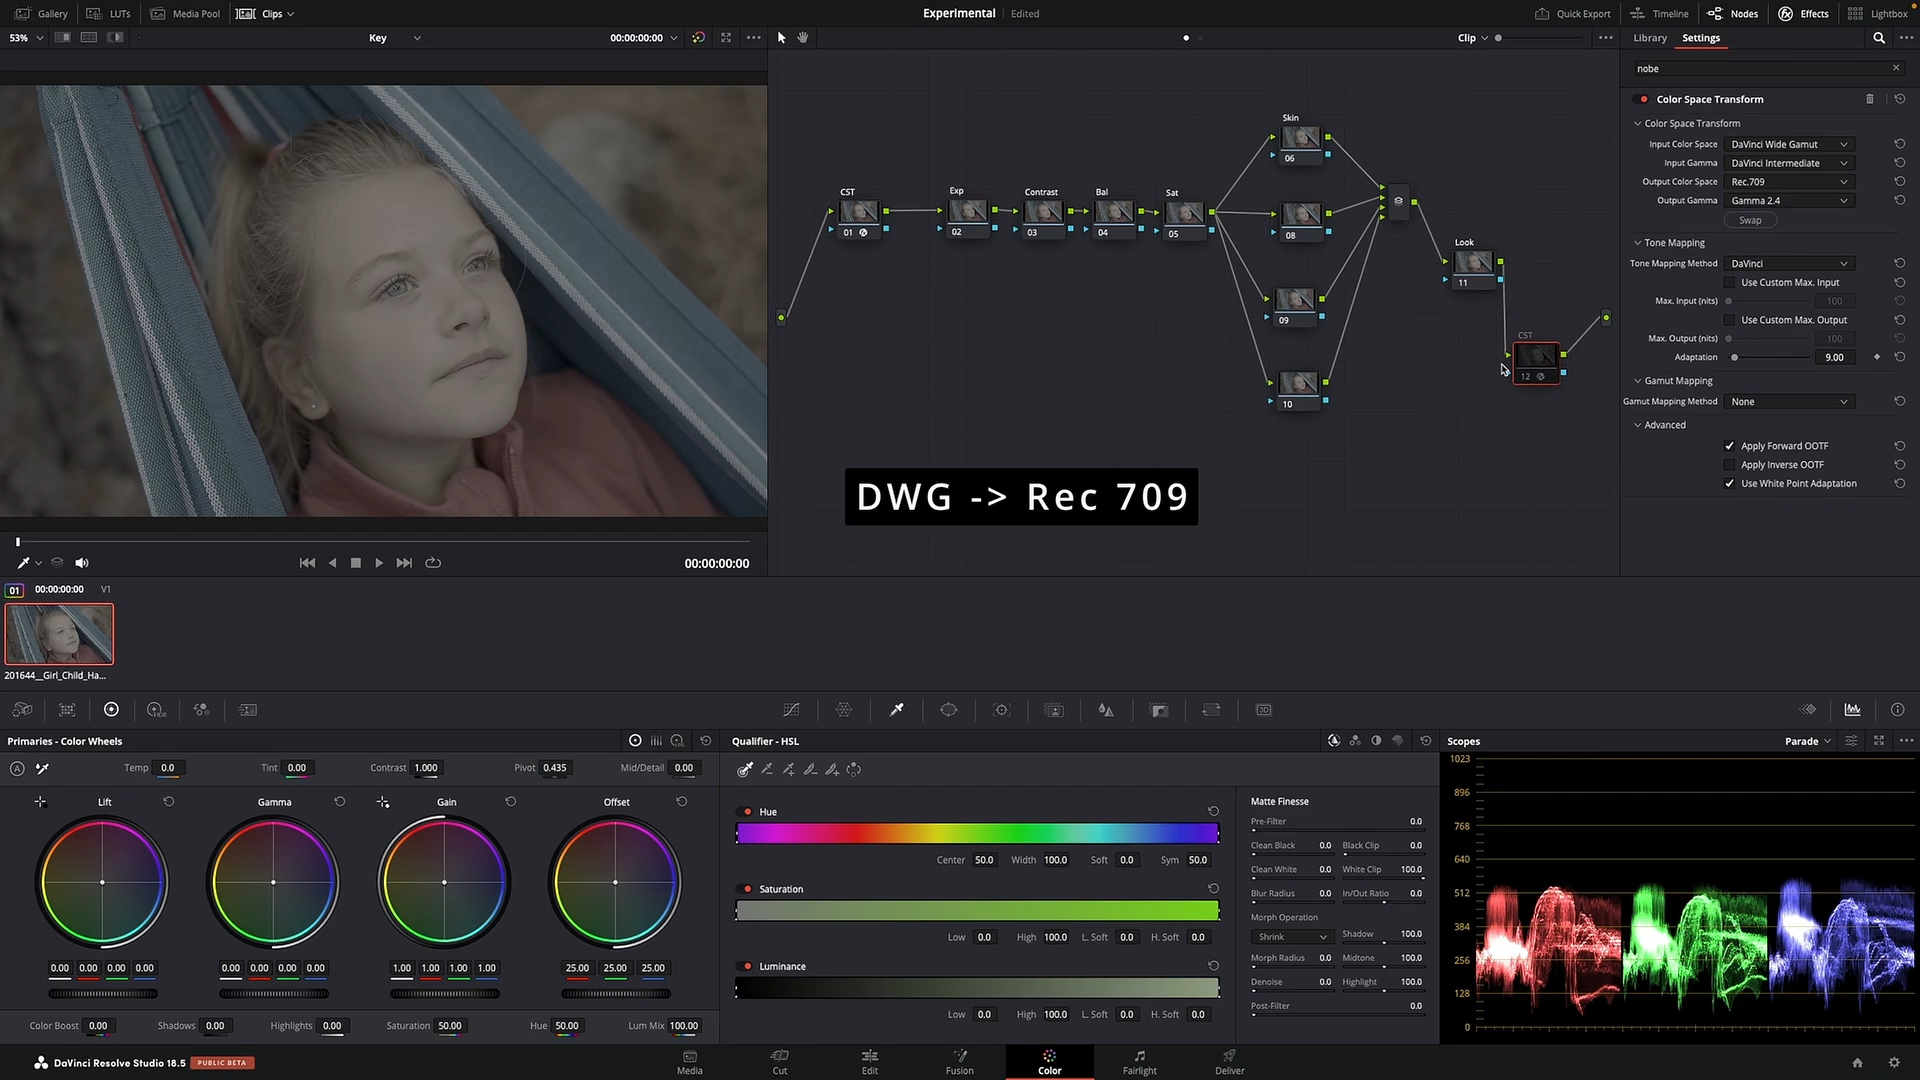 Gallery LUTs Media Pool Clips Experimental Edited Quick Export Timeline Nodes Effects Lightbox
53% Key 00:00:00:00 Clip Library Settings
nobe
Color Space Transform
Color Space Transform
Input Color Space DaVinci Wide Gamut
Input Gamma DaVinci Intermediate
Output Color Space Rec.709
Output Gamma Gamma 2.4
Swap
Tone Mapping
Tone Mapping Method DaVinci
Use Custom Max. Input
Max. Input (nits) 100
Use Custom Max. Output
Max. Output (nits) 100
Adaptation 9.00
Gamut Mapping
Gamut Mapping Method None
Advanced
Apply Forward OOTF
Apply Inverse OOTF
Use White Point Adaptation
Skin
06
CST Exp Contrast Bal Sat
01 02 03 04 05 08
Look
11
09
CST
12
10
DWG -> Rec 709
00:00:00:00
01 00:00:00:00 V1
201644__Girl_Child_Ha...
Primaries - Color Wheels
Temp 0.0 Tint 0.00 Contrast 1.000 Pivot 0.435 Mid/Detail 0.00
Lift Gamma Gain Offset
0.00 0.00 0.00 0.00 0.00 0.00 0.00 0.00 1.00 1.00 1.00 1.00 25.00 25.00 25.00
Color Boost 0.00 Shadows 0.00 Highlights 0.00 Saturation 50.00 Hue 50.00 Lum Mix 100.00
Qualifier - HSL
Hue
Center 50.0 Width 100.0 Soft 0.0 Sym 50.0
Saturation
Low 0.0 High 100.0 L. Soft 0.0 H. Soft 0.0
Luminance
Low 0.0 High 100.0 L. Soft 0.0 H. Soft 0.0
Matte Finesse
Pre-Filter 0.0
Clean Black 0.0 Black Clip 0.0
Clean White 0.0 White Clip 100.0
Blur Radius 0.0 In/Out Ratio 0.0
Morph Operation
Shrink Shadow 100.0
Morph Radius 0.0 Midtone 100.0
Denoise 0.0 Highlight 100.0
Post-Filter 0.0
Scopes Parade
1023
896
768
640
512
384
256
128
0
DaVinci Resolve Studio 18.5 PUBLIC BETA
Media Cut Edit Fusion Color Fairlight Deliver
HDR
3D
A